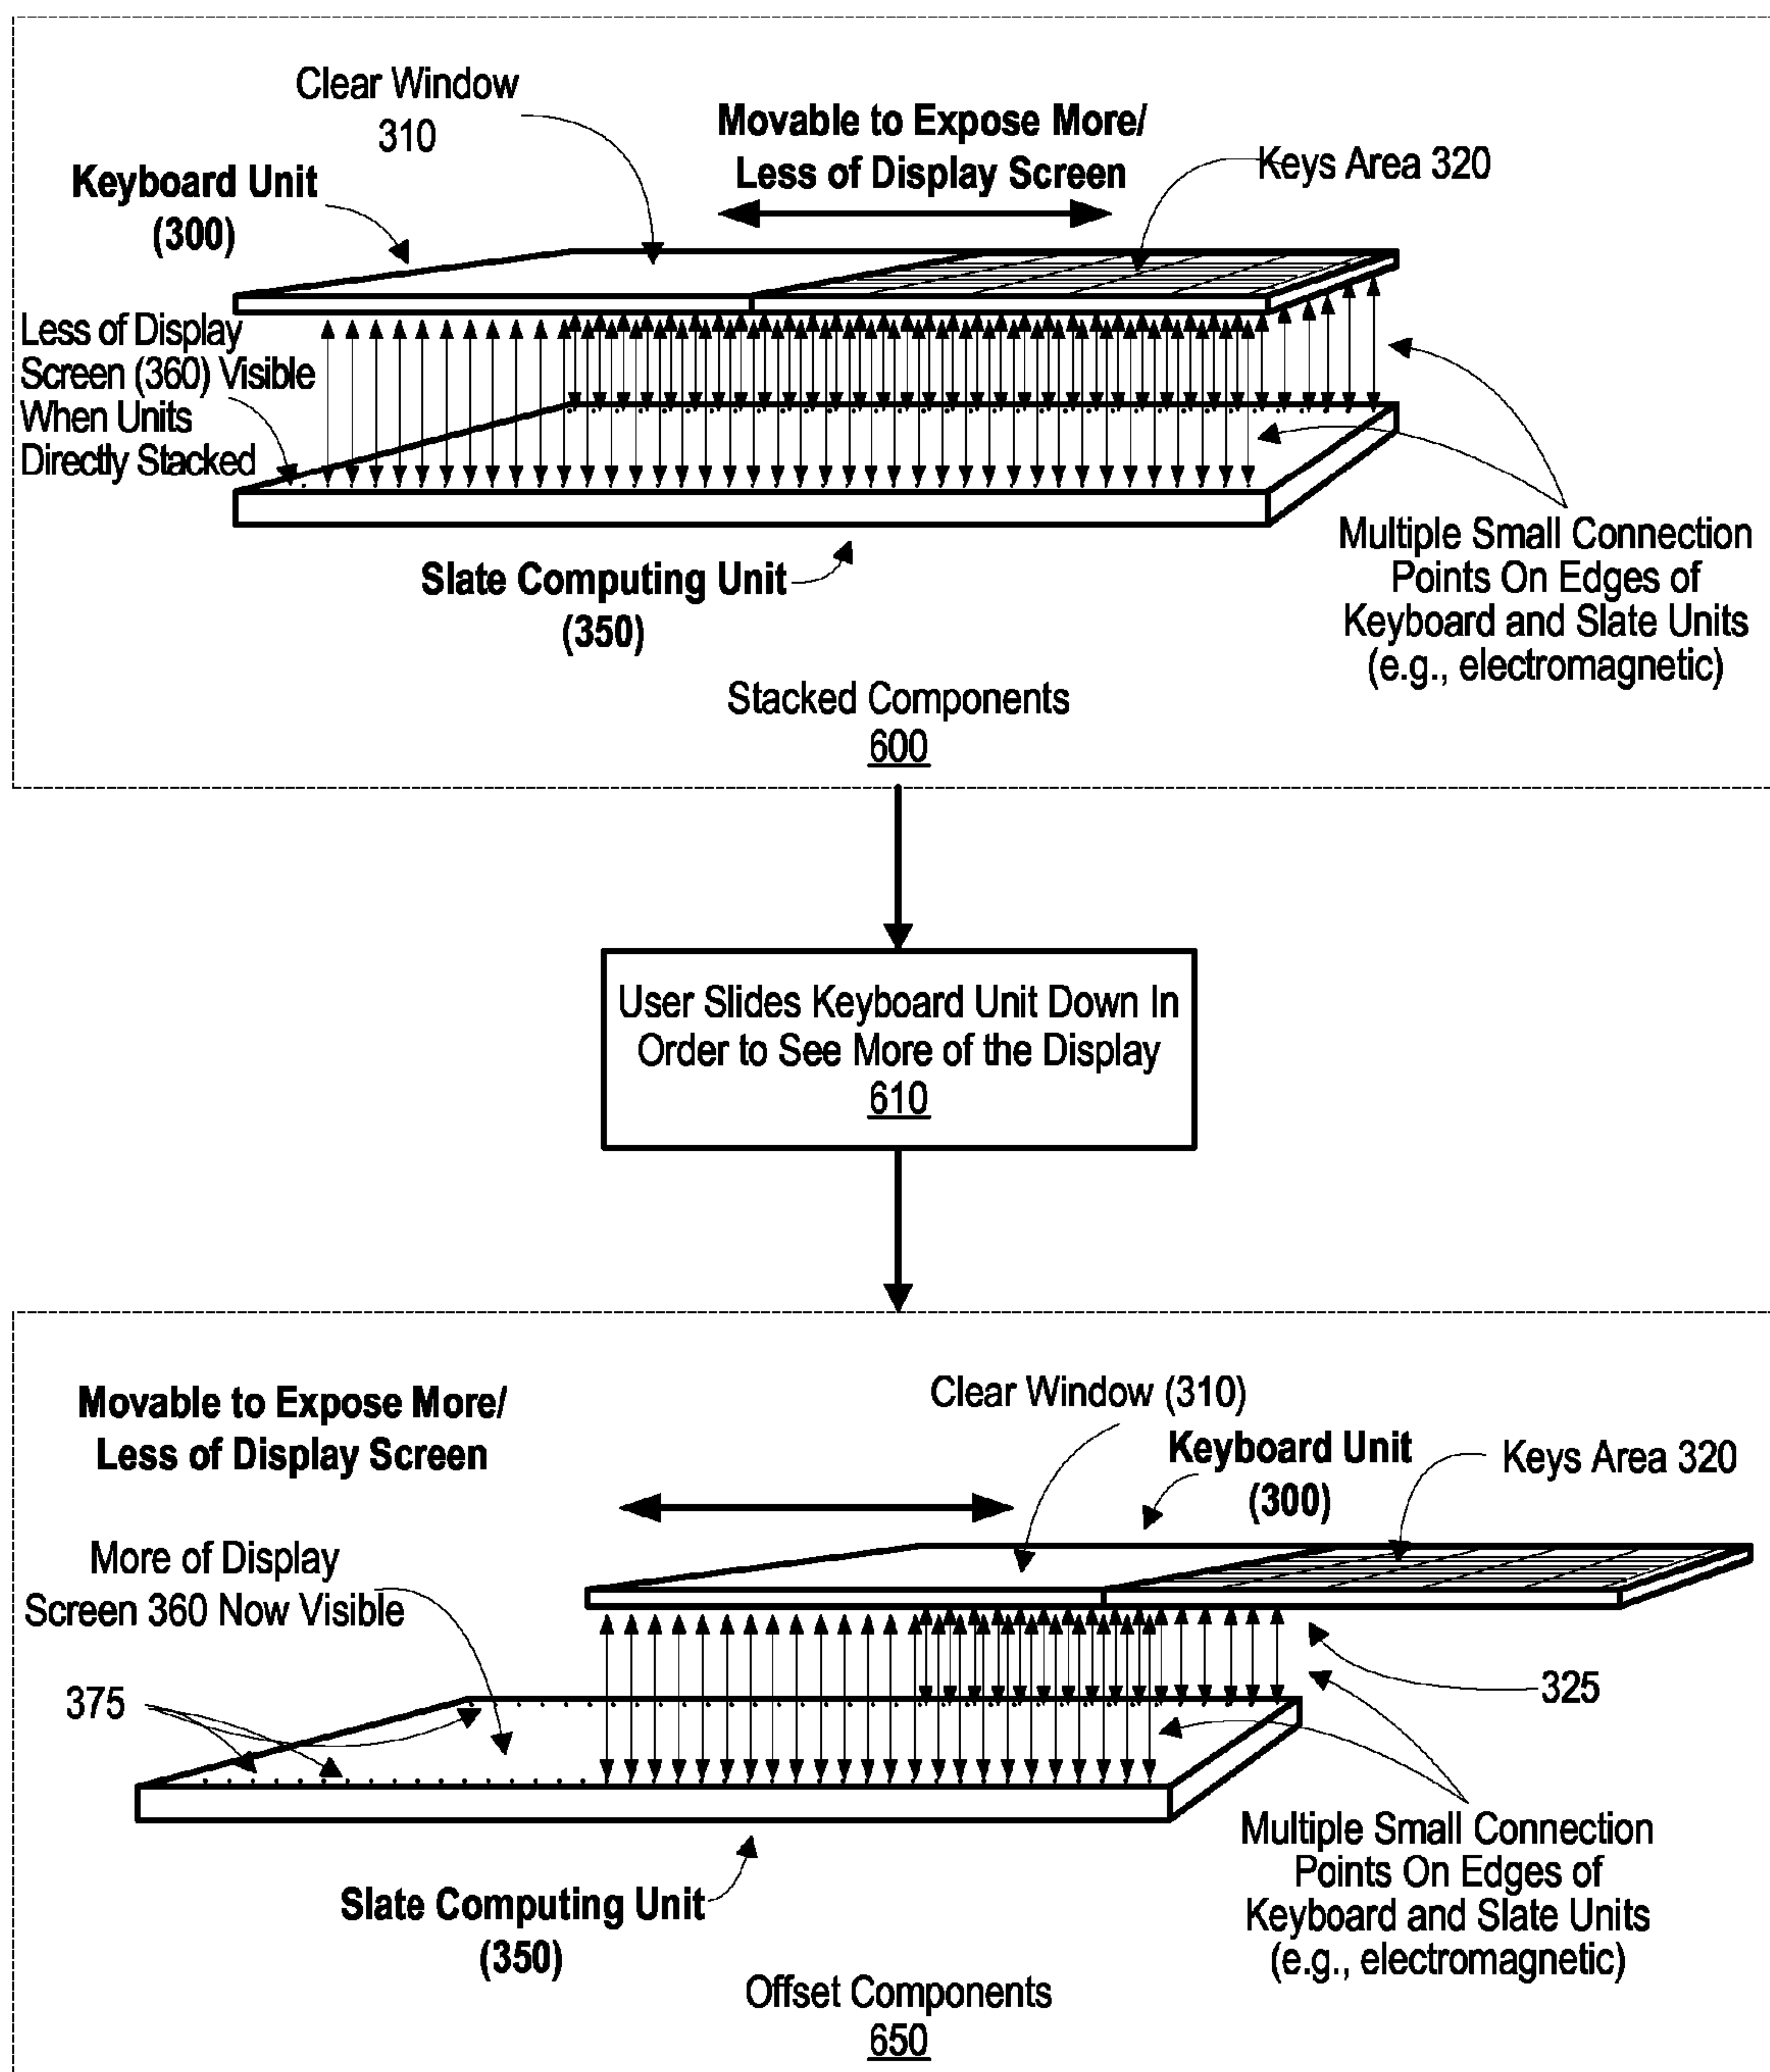 Clear Window
310
Movable to Expose More/
Less of Display Screen
Keys Area 320
Keyboard Unit
(300)
Less of Display
Screen (360) Visible
When Units
Directly Stacked
Slate Computing Unit
(350)
Multiple Small Connection
Points On Edges of
Keyboard and Slate Units
(e.g., electromagnetic)
Stacked Components
600
User Slides Keyboard Unit Down In
Order to See More of the Display
610
Movable to Expose More/
Less of Display Screen
Clear Window (310)
Keyboard Unit
(300)
Keys Area 320
More of Display
Screen 360 Now Visible
375
325
Slate Computing Unit
(350)
Multiple Small Connection
Points On Edges of
Keyboard and Slate Units
(e.g., electromagnetic)
Offset Components
650